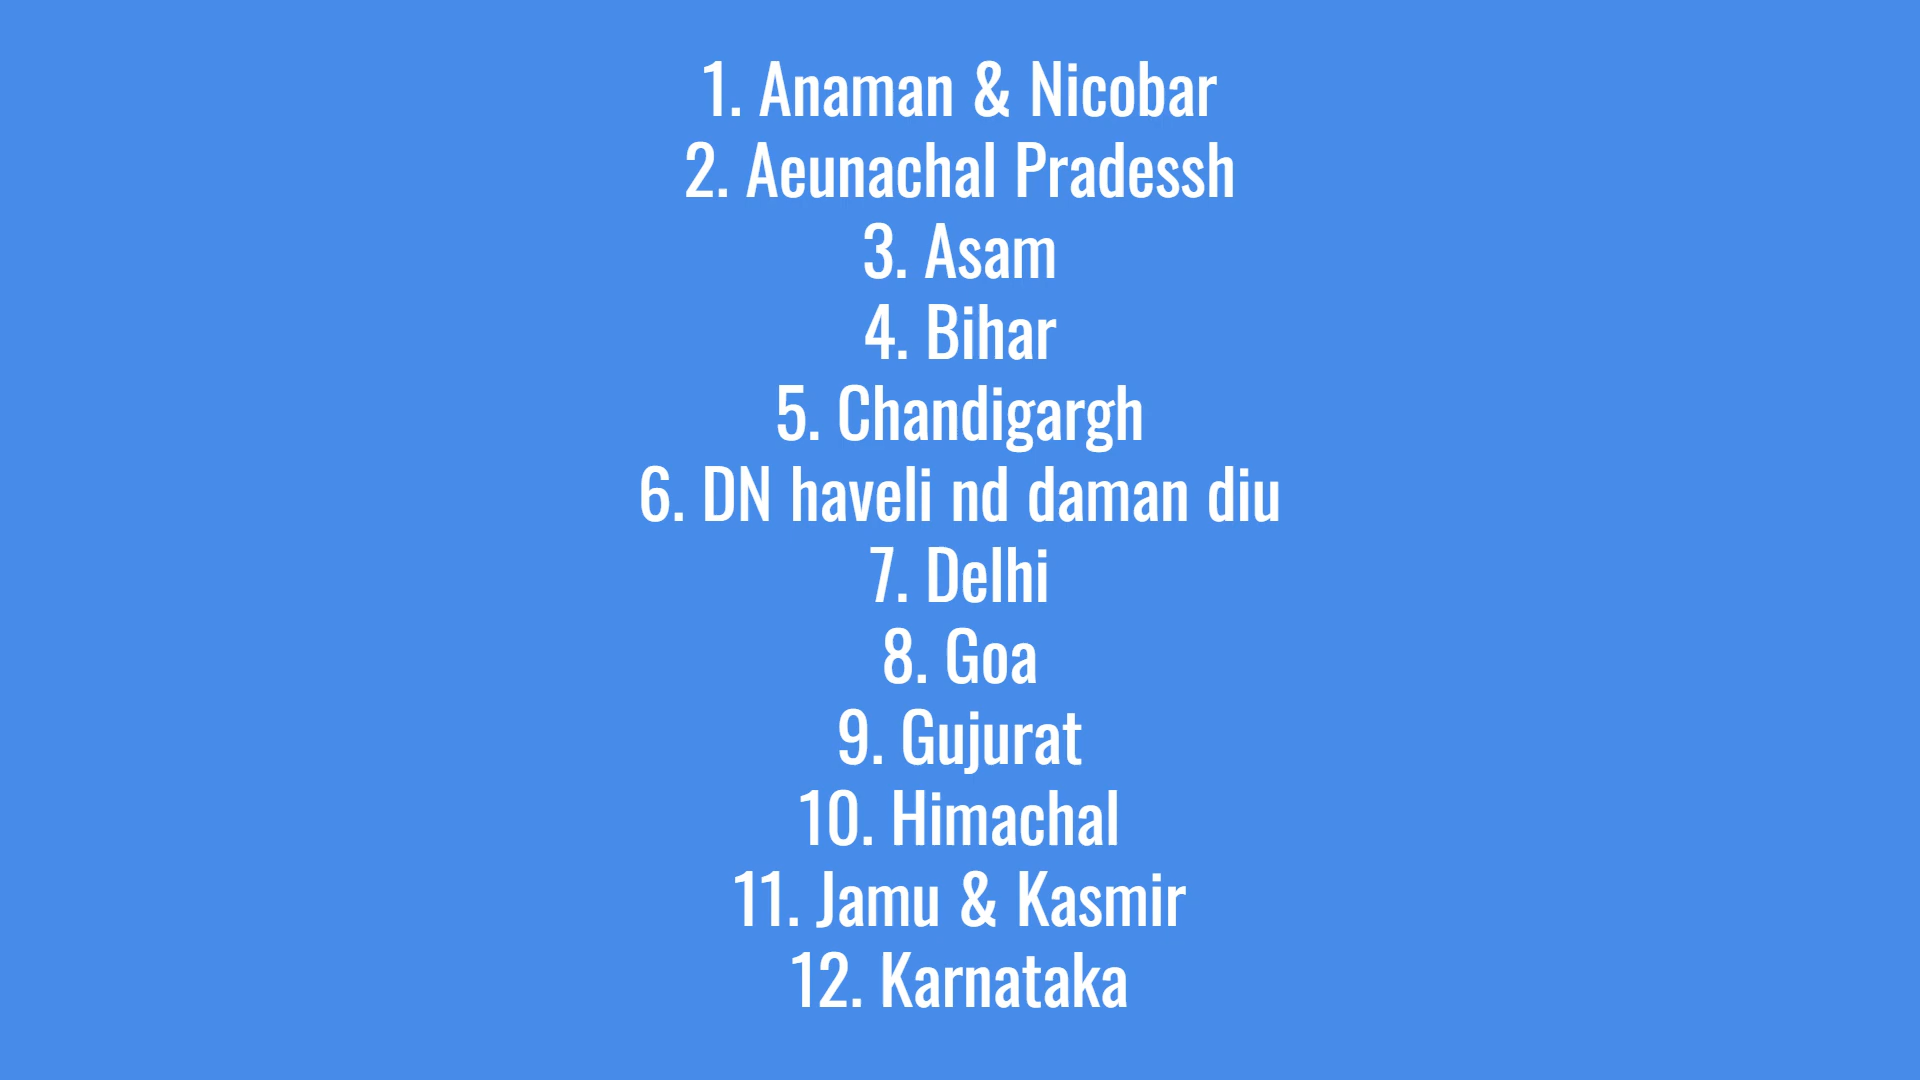 1. Anaman & Nicobar
2. Aeunachal Pradessh
3. Asam
4. Bihar
5. Chandigargh
6. DN haveli nd daman diu
7. Delhi
8. Goa
9. Gujurat
10. Himachal
11. Jamu & Kasmir
12. Karnataka